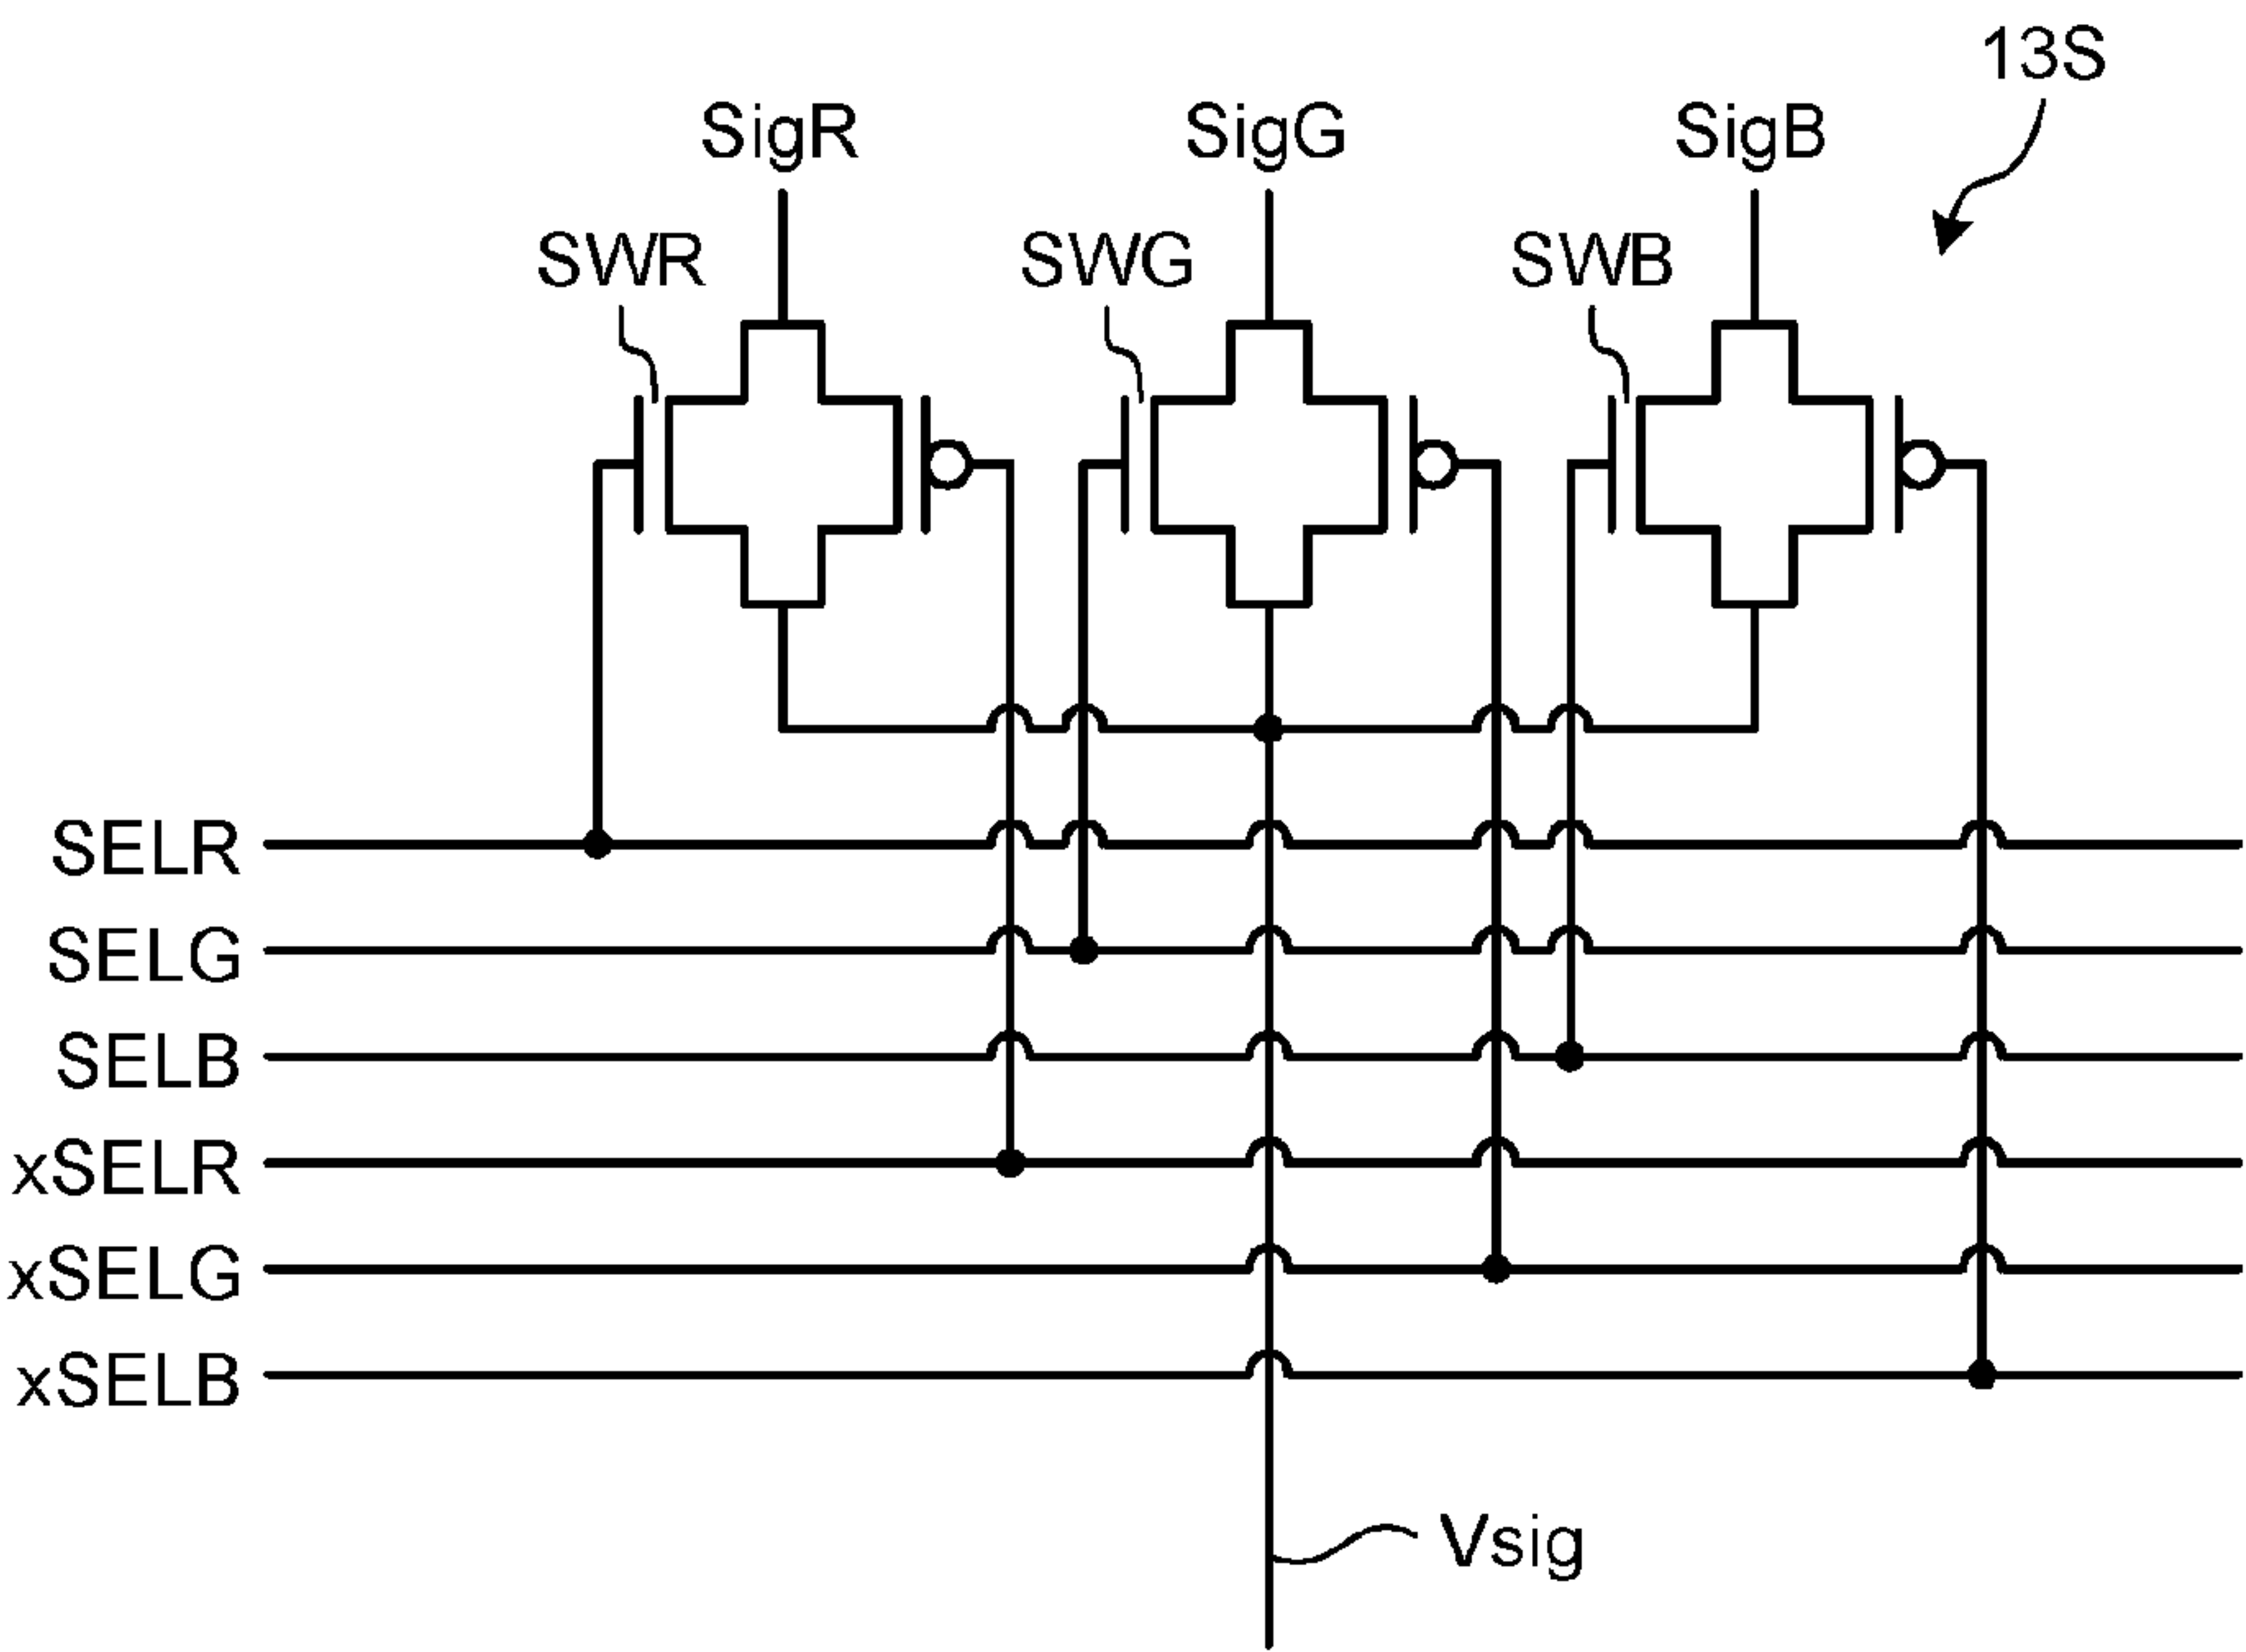 13S
SigR SigG SigB
SWR SWG SWB
SELR
SELG
SELB
xSELR
xSELG
xSELB
Vsig